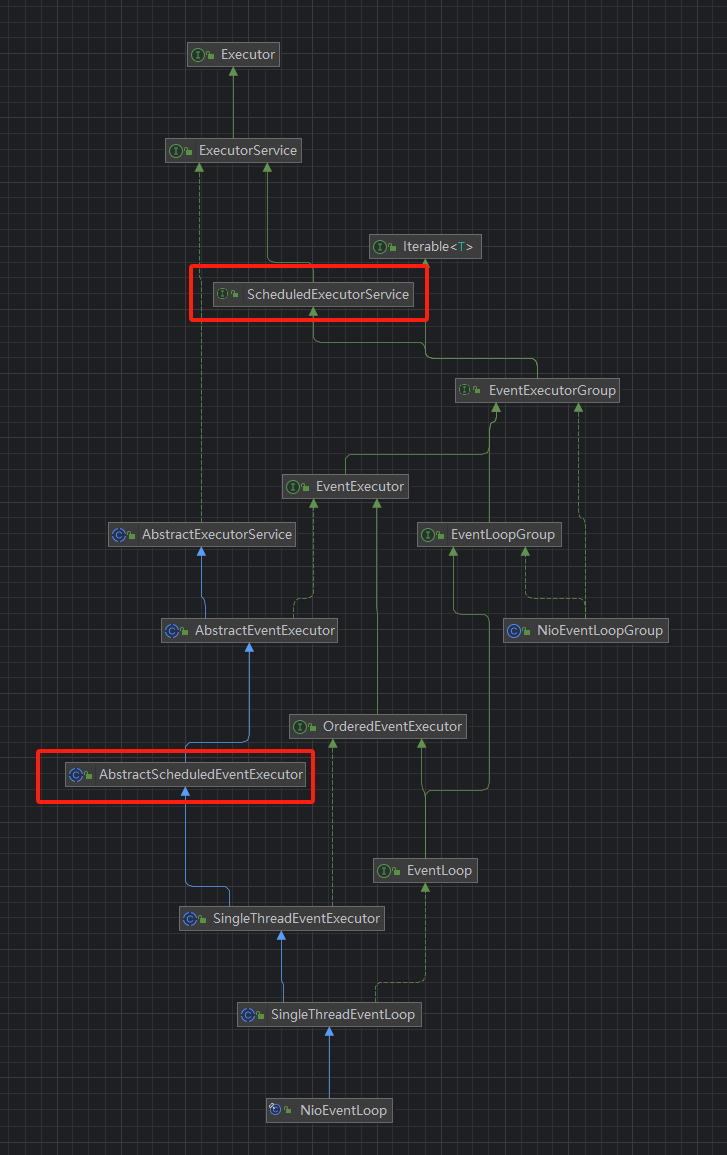 Executor
ExecutorService
Iterable<T>
ScheduledExecutorService
EventExecutorGroup
EventExecutor
AbstractExecutorService
EventLoopGroup
AbstractEventExecutor
NioEventLoopGroup
OrderedEventExecutor
AbstractScheduledEventExecutor
EventLoop
SingleThreadEventExecutor
SingleThreadEventLoop
NioEventLoop